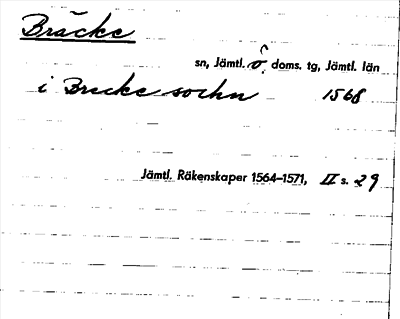 Bräcke
sn, Jämtl. ö. doms. tg, Jämtl. län
i Brecke sochn 1568
Jämtl. Räkenskaper 1564–1571, II s. 29